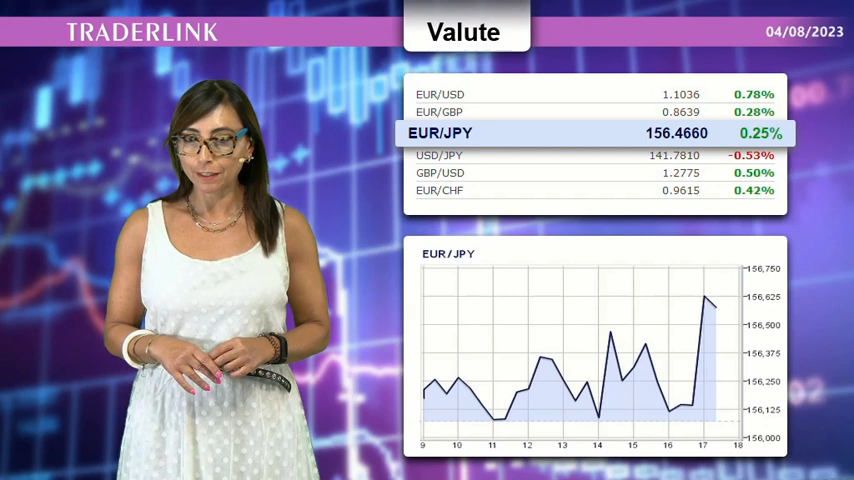 TRADERLINK
Valute
04/08/2023
EUR/USD 1.1036 0.78%
EUR/GBP 0.8639 0.28%
EUR/JPY 156.4660 0.25%
USD/JPY 141.7810 -0.53%
GBP/USD 1.2775 0.50%
EUR/CHF 0.9615 0.42%
EUR/JPY
156,750
156,625
156,500
156,375
156,250
156,125
156,000
9 10 11 12 13 14 15 16 17 18